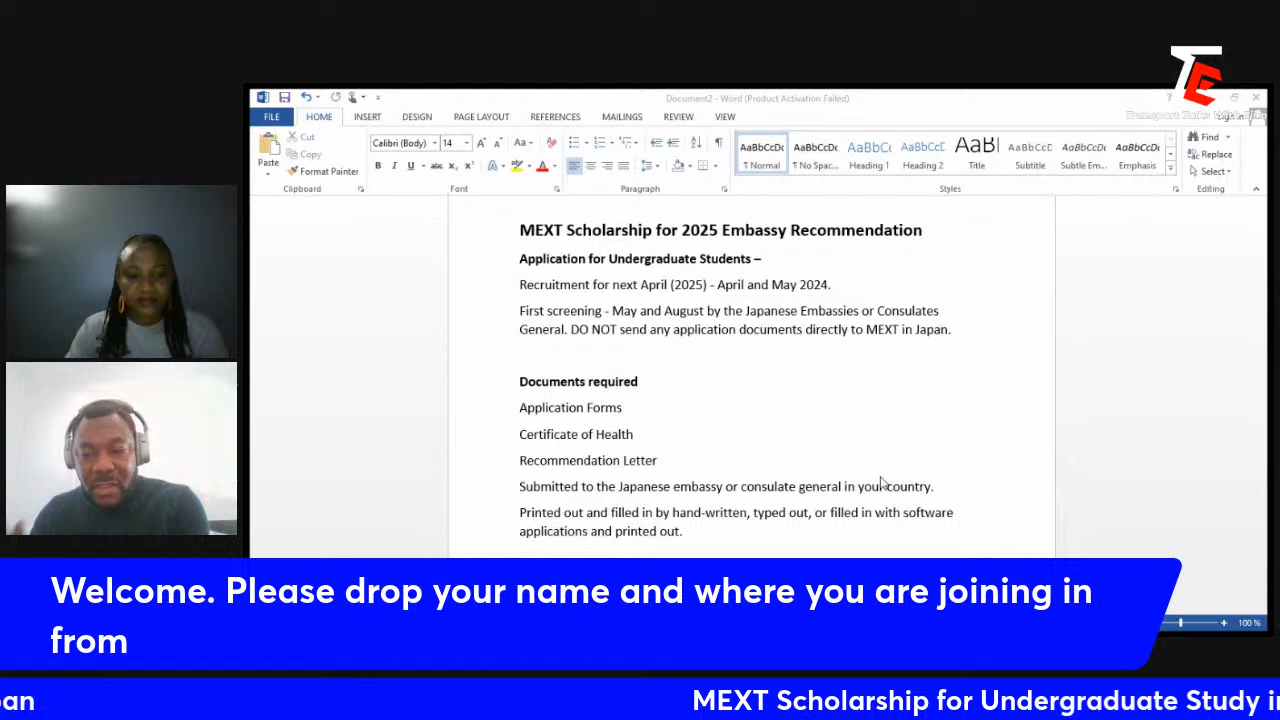 Document2 - Word (Product Activation Failed)
FILE HOME INSERT DESIGN PAGE LAYOUT REFERENCES MAILINGS REVIEW VIEW
Paste
Cut
Copy
Format Painter
Calibri (Body) 14
AaBbCcDc AaBbCcDc AaBbCc AaBbCcD AaBbCcDc AaBbCcDc AaBbCcDc
¶ Normal ¶ No Spac... Heading 1 Heading 2 Title Subtitle Subtle Em... Emphasis
Find
Replace
Select
Clipboard Font Paragraph Styles Editing
MEXT Scholarship for 2025 Embassy Recommendation
Application for Undergraduate Students –
Recruitment for next April (2025) - April and May 2024.
First screening - May and August by the Japanese Embassies or Consulates
General. DO NOT send any application documents directly to MEXT in Japan.
Documents required
Application Forms
Certificate of Health
Recommendation Letter
Submitted to the Japanese embassy or consulate general in your country.
Printed out and filled in by hand-written, typed out, or filled in with software
applications and printed out.
100 %
Welcome. Please drop your name and where you are joining in
from
MEXT Scholarship for Undergraduate Study